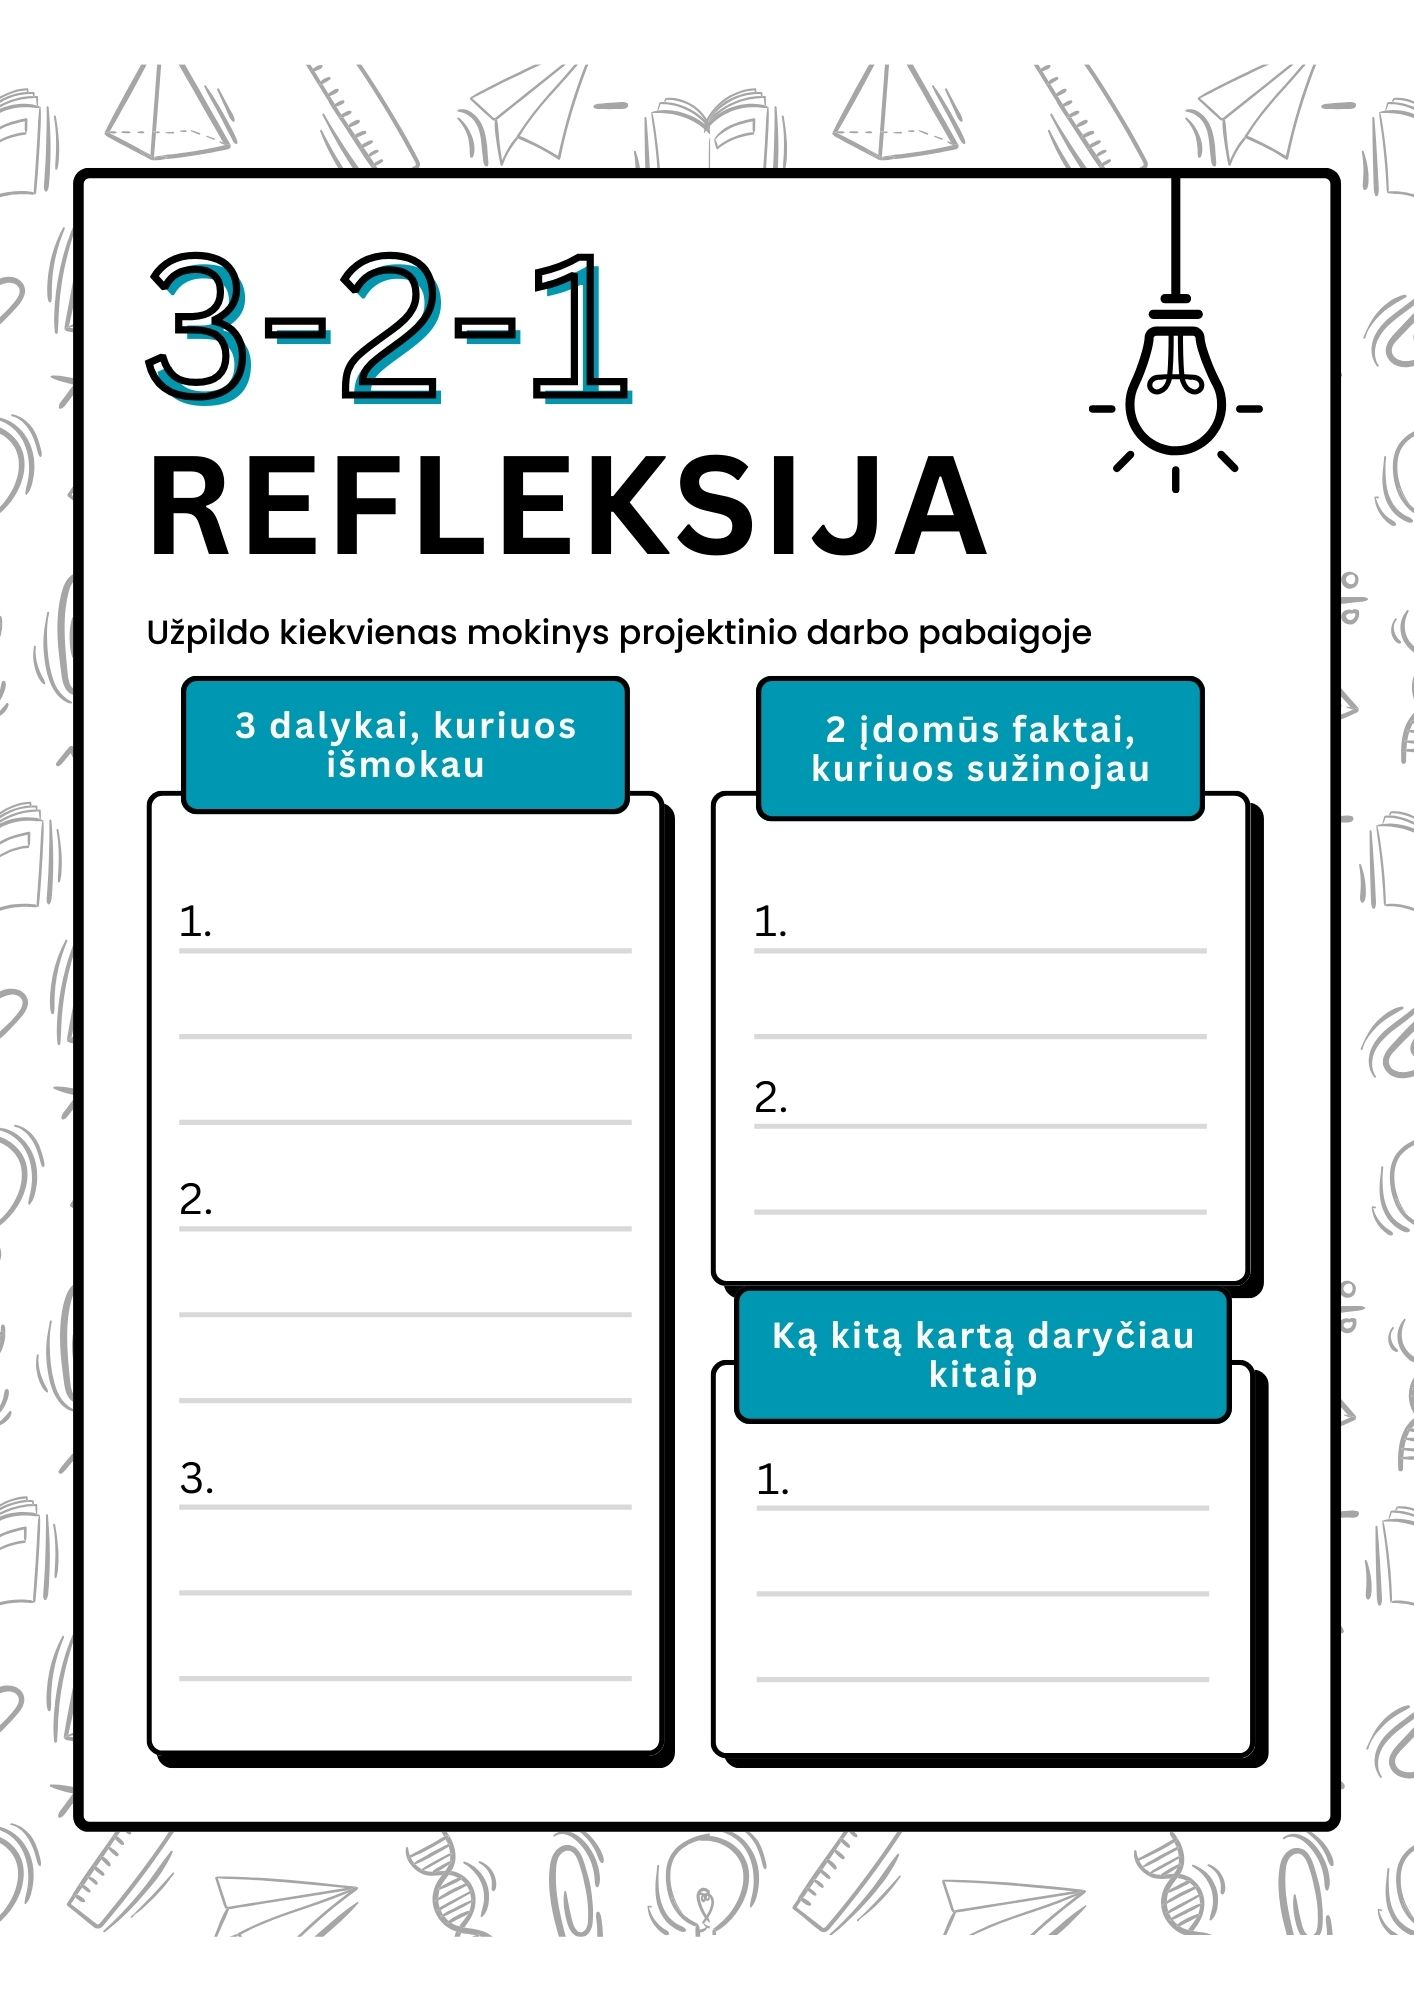 3-2-1
REFLEKSIJA
Užpildo kiekvienas mokinys projektinio darbo pabaigoje
3 dalykai, kuriuos
išmokau
1.
2.
3.
2 įdomūs faktai,
kuriuos sužinojau
1.
2.
Ką kitą kartą daryčiau
kitaip
1.